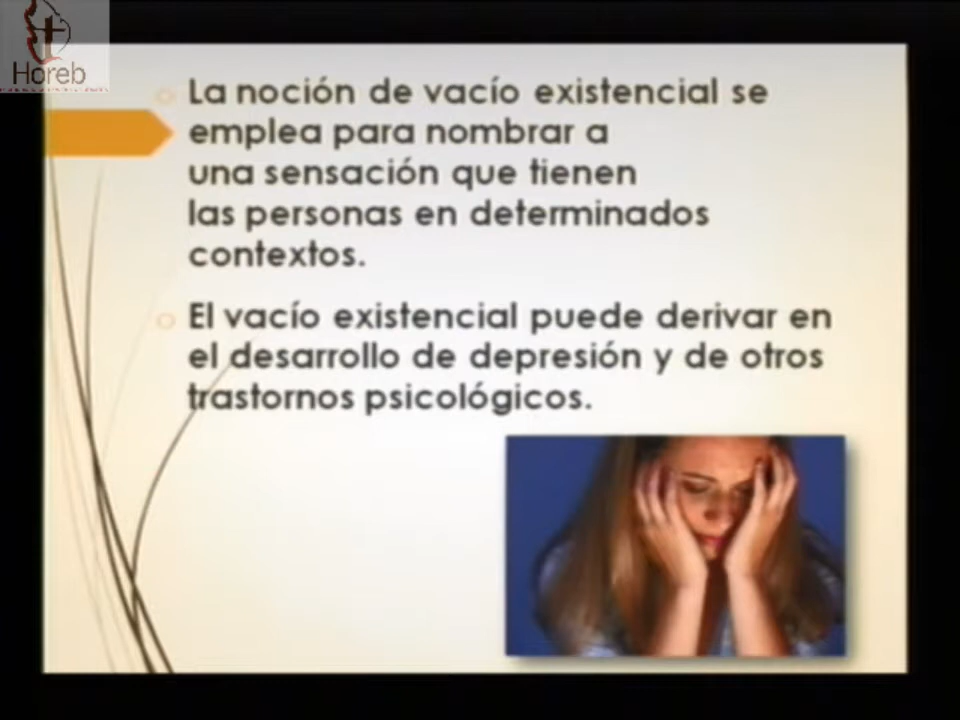 Horeb
La noción de vacío existencial se
emplea para nombrar a
una sensación que tienen
las personas en determinados
contextos.
El vacío existencial puede derivar en
el desarrollo de depresión y de otros
trastornos psicológicos.